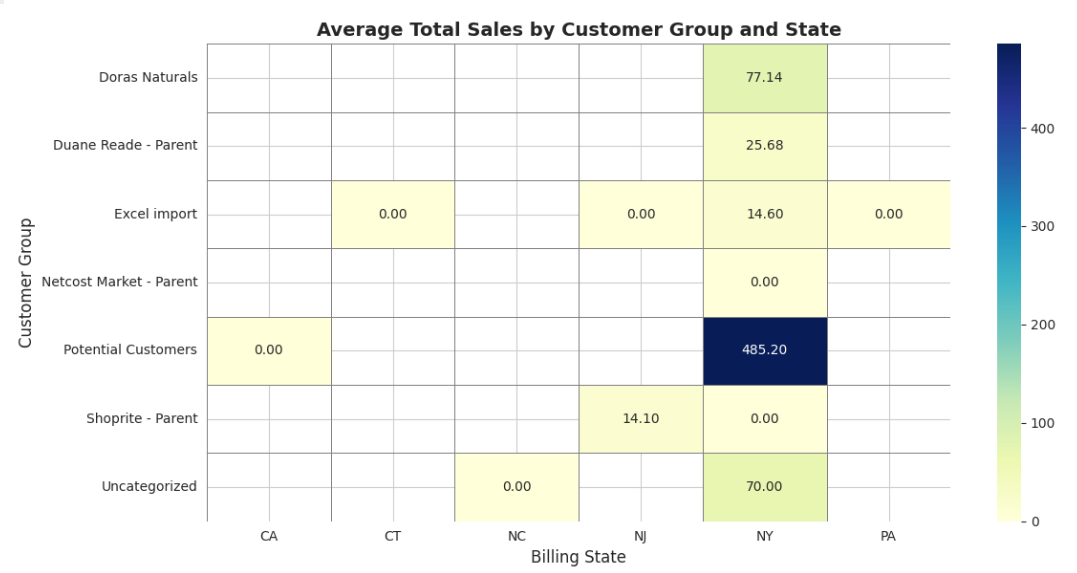 Average Total Sales by Customer Group and State
Doras Naturals
77.14
Duane Reade - Parent
25.68
400
Excel import
0.00 0.00 14.60 0.00
300
Customer Group
Netcost Market - Parent
0.00
200
Potential Customers
0.00 485.20
Shoprite - Parent
14.10 0.00
100
Uncategorized
0.00 70.00
0
CA CT NC NJ NY PA
Billing State